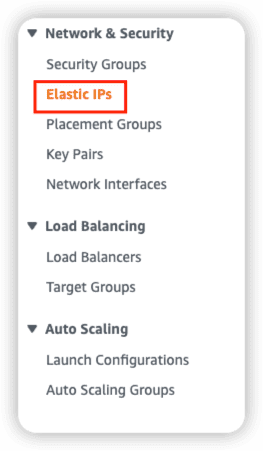 Network & Security
Security Groups
Elastic IPs
Placement Groups
Key Pairs
Network Interfaces
Load Balancing
Load Balancers
Target Groups
Auto Scaling
Launch Configurations
Auto Scaling Groups